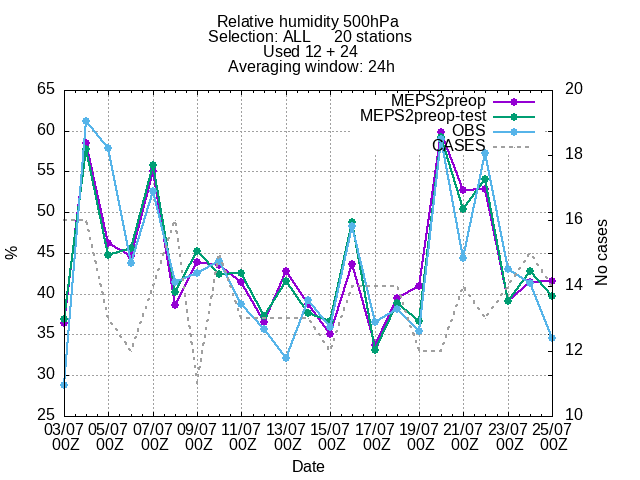 Relative humidity 500hPa
Selection: ALL 20 stations
Used 12 + 24
Averaging window: 24h
65
60
55
50
45
40
35
30
25
%
20
18
16
14
12
10
No cases
MEPS2preop
MEPS2preop-test
OBS
CASES
03/07 05/07 07/07 09/07 11/07 13/07 15/07 17/07 19/07 21/07 23/07 25/07
00Z 00Z 00Z 00Z 00Z 00Z 00Z 00Z 00Z 00Z 00Z 00Z
Date